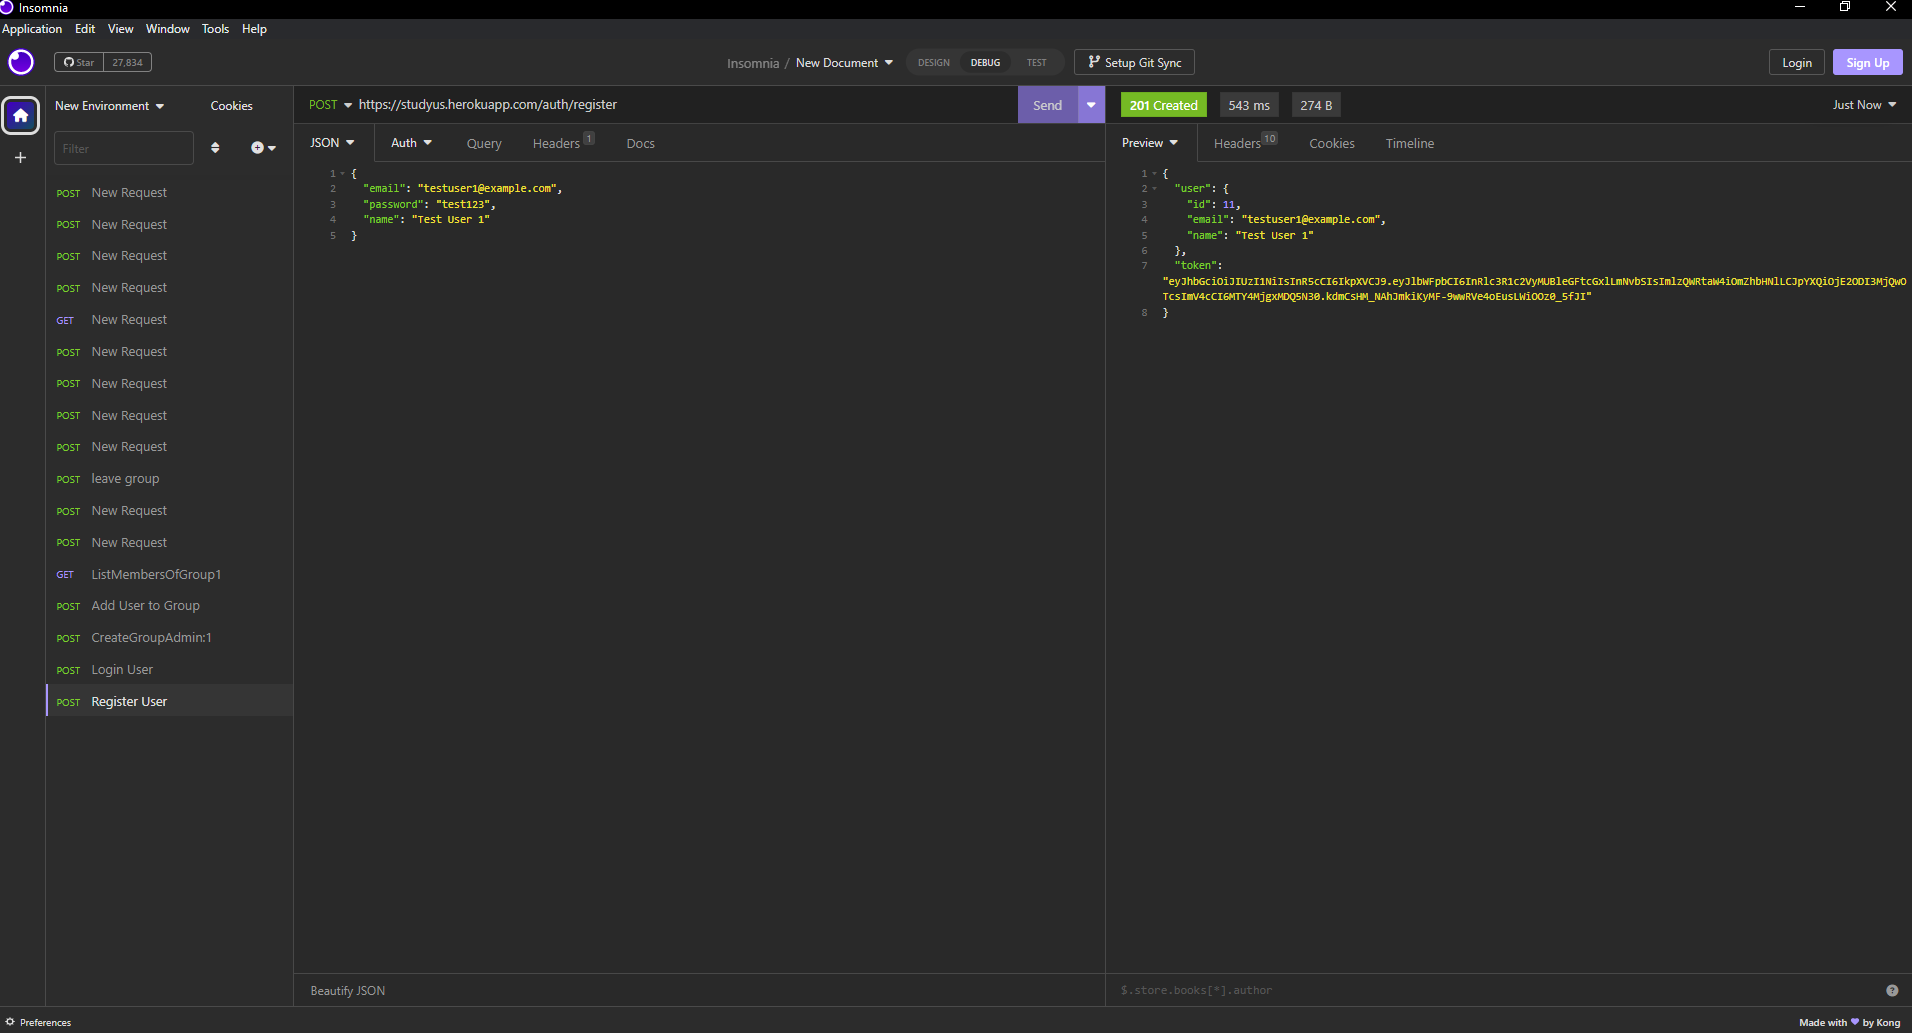 Insomnia
Application Edit View Window Tools Help
Star 27,834
Insomnia / New Document
DESIGN DEBUG TEST
Setup Git Sync
Login
Sign Up
New Environment
Cookies
Filter
POST New Request
POST New Request
POST New Request
POST New Request
GET New Request
POST New Request
POST New Request
POST New Request
POST New Request
POST leave group
POST New Request
POST New Request
GET ListMembersOfGroup1
POST Add User to Group
POST CreateGroupAdmin:1
POST Login User
POST Register User
POST https://studyus.herokuapp.com/auth/register
Send
JSON Auth Query Headers 1 Docs
1 {
2 "email": "testuser1@example.com",
3 "password": "test123",
4 "name": "Test User 1"
5 }
Beautify JSON
201 Created 543 ms 274 B
Just Now
Preview Headers 10 Cookies Timeline
1 {
2 "user": {
3 "id": 11,
4 "email": "testuser1@example.com",
5 "name": "Test User 1"
6 },
7 "token":
"eyJhbGciOiJIUzI1NiIsInR5cCI6IkpXVCJ9.eyJlbWFpbCI6InRlc3R1c2VyMUBleGFtcGxlLmNvbSIsImlzQWRtaW4iOmZhbHNlLCJpYXQiOjE2ODI3MjQwO
TcsImV4cCI6MTY4MjgxMDQ5N30.kdmCsHM_NAhJmkiKyMF-9wwRVe4oEusLWiOOz0_5fJI"
8 }
$.store.books[*].author
Preferences
Made with ♥ by Kong